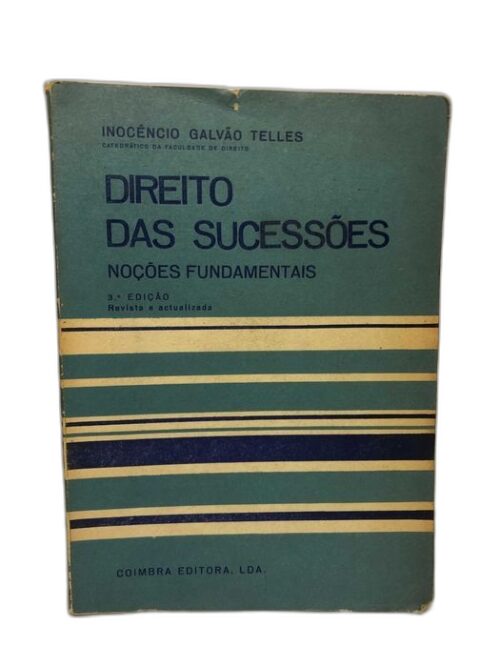 INOCÊNCIO GALVÃO TELLES
CATEDRÁTICO DA FACULDADE DE DIREITO
DIREITO
DAS SUCESSÕES
NOÇÕES FUNDAMENTAIS
3.ª EDIÇÃO
Revista e actualizada
COIMBRA EDITORA, LDA.